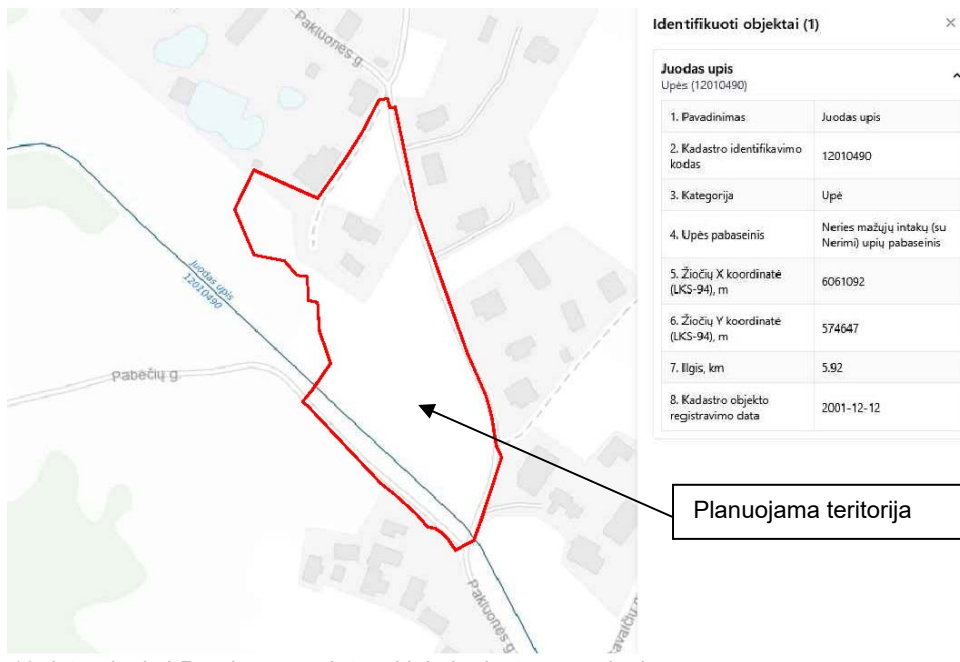 Pakluonės g.
Juodas upis
12010490
Pabėčių g.
Pakluonės g.
Identifikuoti objektai (1)
Juodas upis
Upės (12010490)
1. Pavadinimas Juodas upis
2. Kadastro identifikavimo kodas 12010490
3. Kategorija Upė
4. Upės pabaseinis Neries mažųjų intakų (su Nerimi) upių pabaseinis
5. Žiočių X koordinatė (LKS-94), m 6061092
6. Žiočių Y koordinatė (LKS-94), m 574647
7. Ilgis, km 5.92
8. Kadastro objekto registravimo data 2001-12-12
Planuojama teritorija